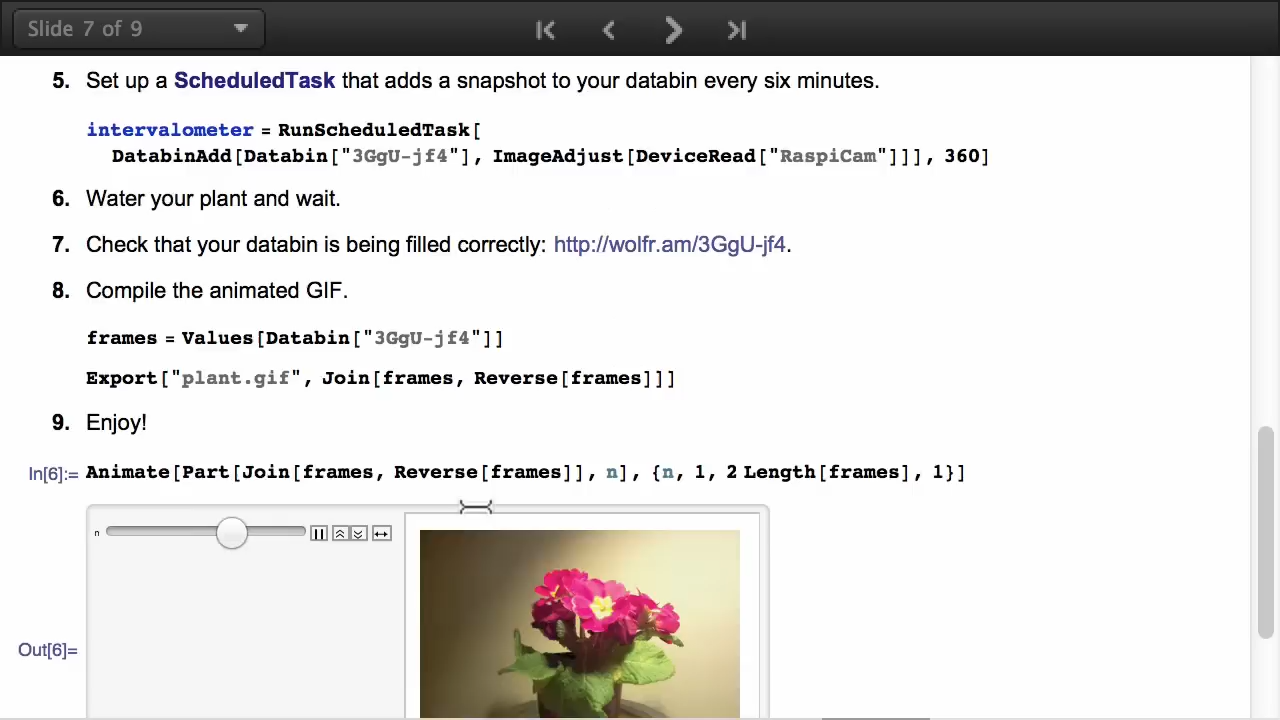 Slide 7 of 9
5. Set up a ScheduledTask that adds a snapshot to your databin every six minutes.
intervalometer = RunScheduledTask[
DatabinAdd[Databin["3GgU-jf4"], ImageAdjust[DeviceRead["RaspiCam"]]], 360]
6. Water your plant and wait.
7. Check that your databin is being filled correctly: http://wolfr.am/3GgU-jf4.
8. Compile the animated GIF.
frames = Values[Databin["3GgU-jf4"]]
Export["plant.gif", Join[frames, Reverse[frames]]]
9. Enjoy!
In[6]:= Animate[Part[Join[frames, Reverse[frames]], n], {n, 1, 2 Length[frames], 1}]
n
Out[6]=